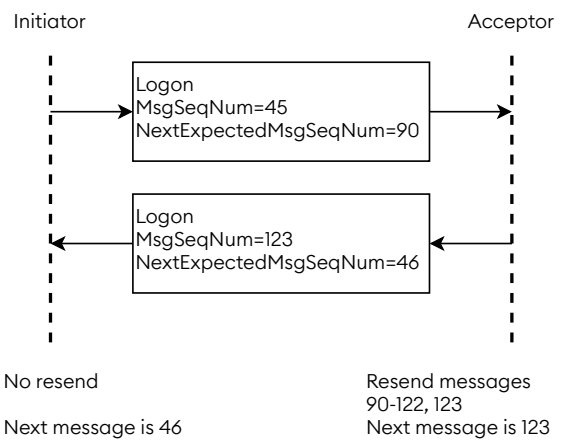 Initiator
Acceptor
Logon
MsgSeqNum=45
NextExpectedMsgSeqNum=90
Logon
MsgSeqNum=123
NextExpectedMsgSeqNum=46
No resend
Next message is 46
Resend messages
90-122, 123
Next message is 123